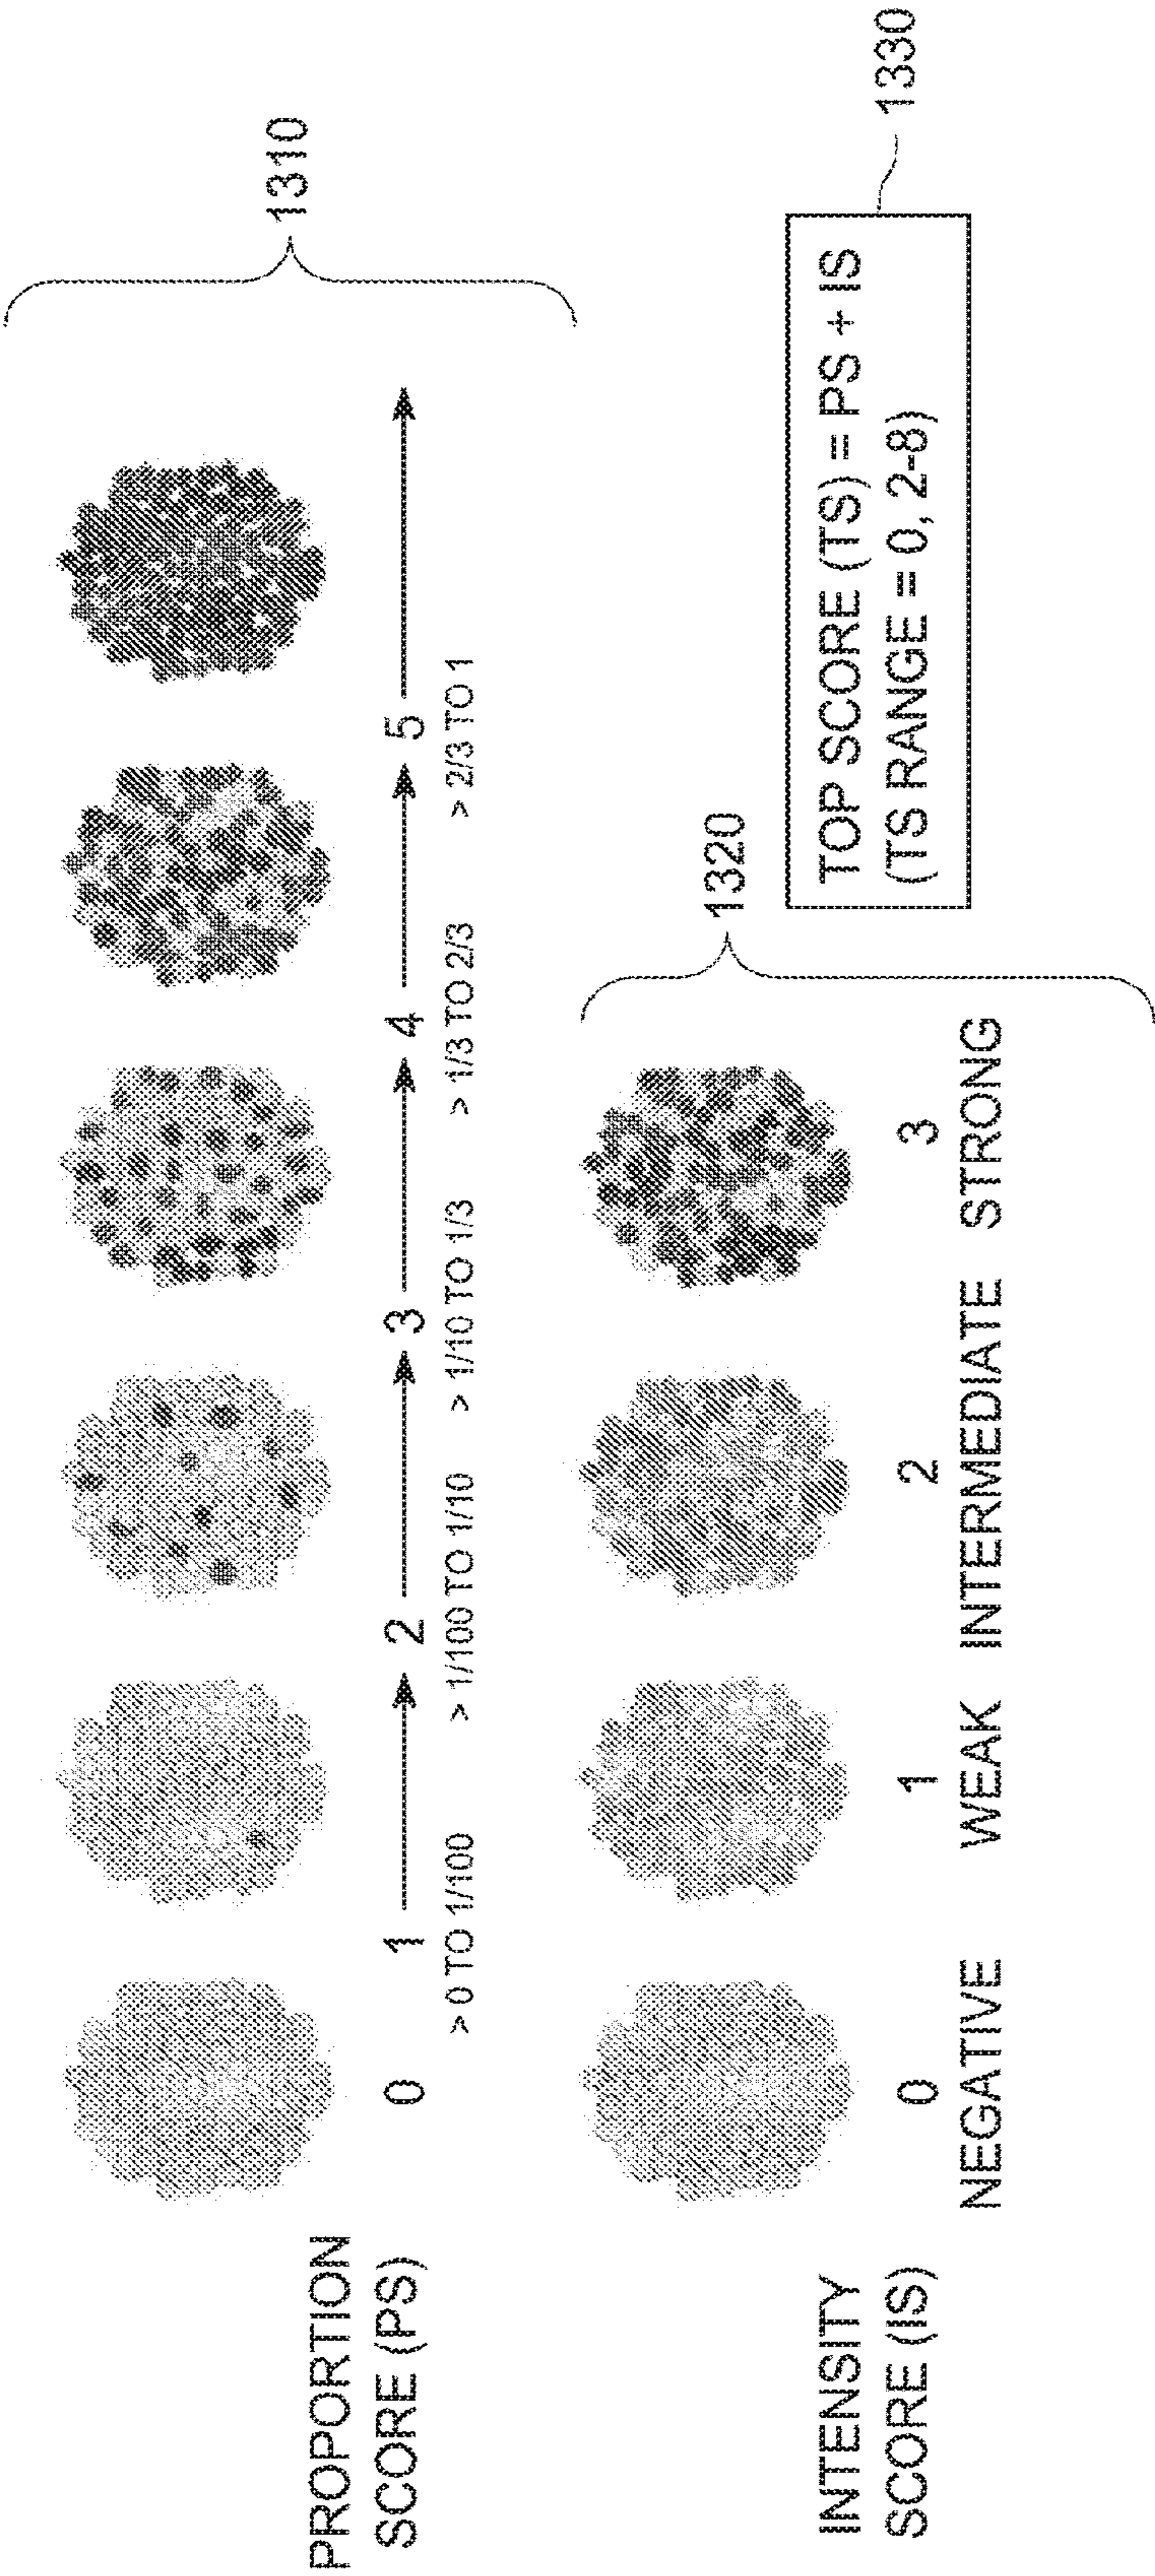 1310
PROPORTION
SCORE (PS)
0 1 2 3 4 5
> 0 TO 1/100 > 1/100 TO 1/10 > 1/10 TO 1/3 > 1/3 TO 2/3 > 2/3 TO 1
1320
INTENSITY
SCORE (IS)
0 1 2 3
NEGATIVE WEAK INTERMEDIATE STRONG
TOP SCORE (TS) = PS + IS
(TS RANGE = 0, 2-8)
1330